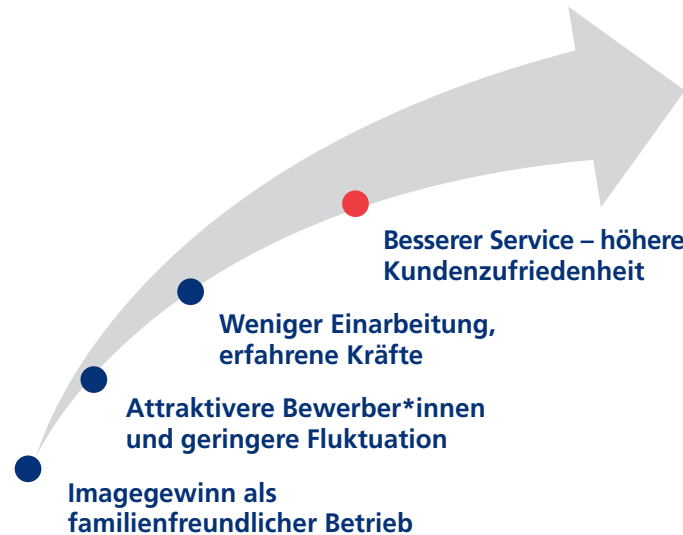 Besserer Service – höhere
Kundenzufriedenheit
Weniger Einarbeitung,
erfahrene Kräfte
Attraktivere Bewerber*innen
und geringere Fluktuation
Imagegewinn als
familienfreundlicher Betrieb